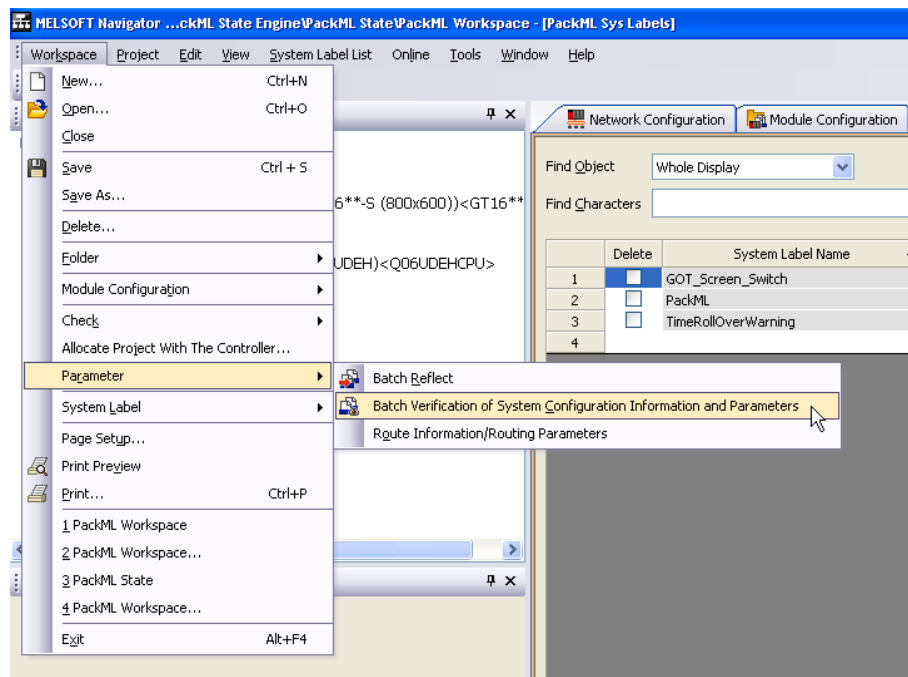 MELSOFT Navigator ...ckML State Engine\PackML State\PackML Workspace - [PackML Sys Labels]
Workspace Project Edit View System Label List Online Tools Window Help
New... Ctrl+N
Open... Ctrl+O
Close
Save Ctrl + S
Save As...
Delete...
Folder
Module Configuration
Check
Allocate Project With The Controller...
Parameter
System Label
Page Setup...
Print Preview
Print... Ctrl+P
1 PackML Workspace
2 PackML Workspace...
3 PackML State
4 PackML Workspace...
Exit Alt+F4
Batch Reflect
Batch Verification of System Configuration Information and Parameters
Route Information/Routing Parameters
6**-S (800x600))<GT16**
UDEH)<Q06UDEHCPU>
Network Configuration Module Configuration
Find Object Whole Display
Find Characters
Delete System Label Name
1 GOT_Screen_Switch
2 PackML
3 TimeRollOverWarning
4